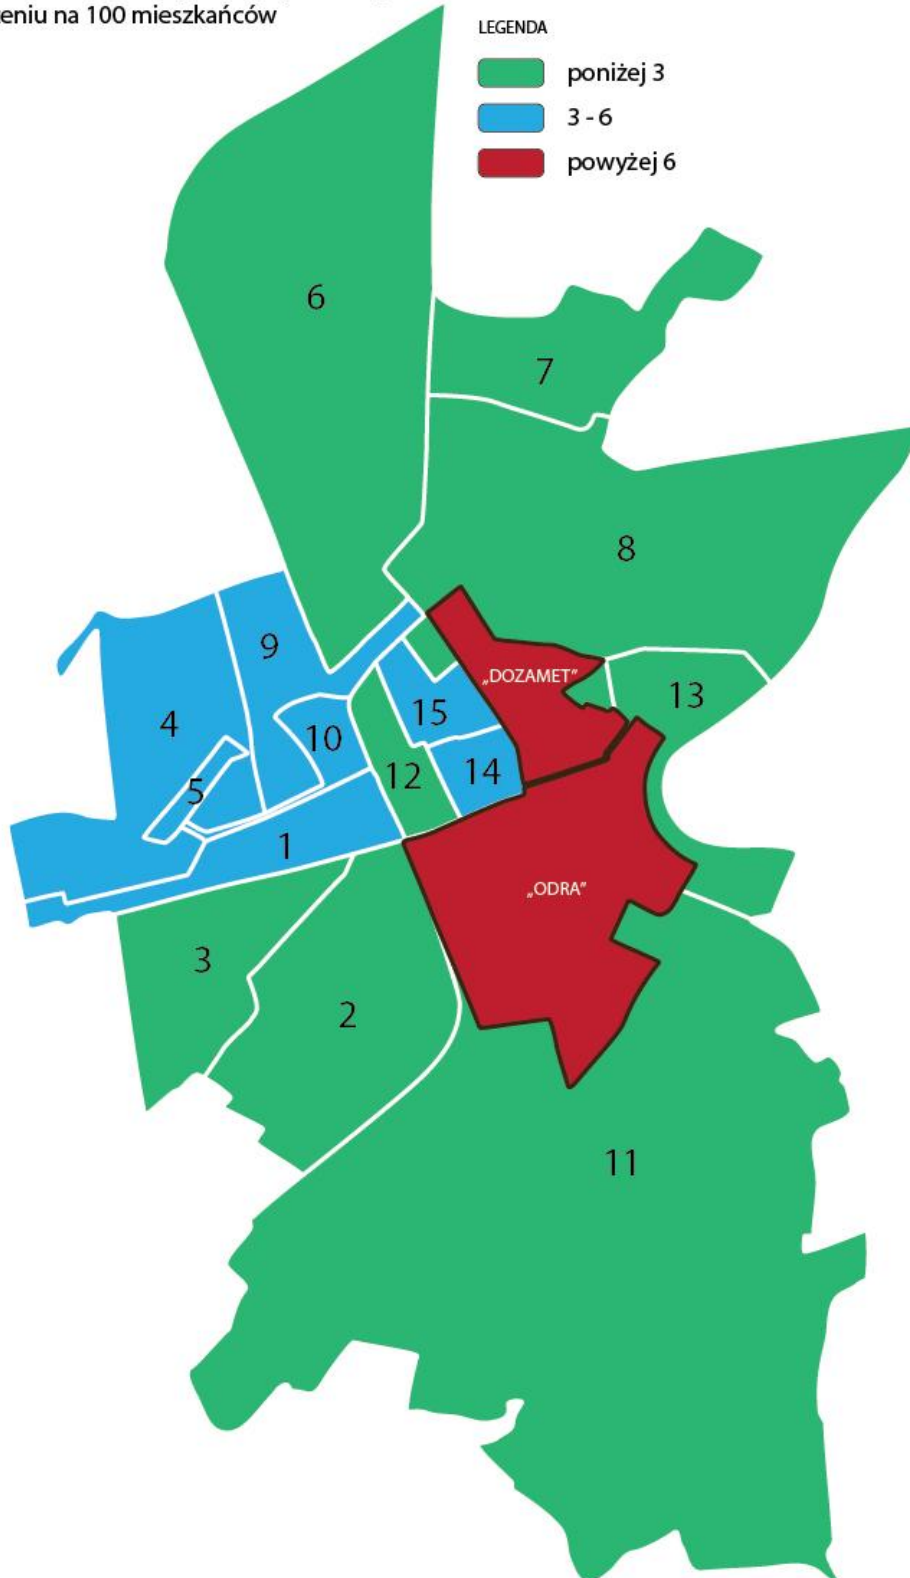 eniu na 100 mieszkańców
LEGENDA
poniżej 3
3 - 6
powyżej 6
6
7
8
9
„DOZAMET”
13
4
15
10
14
12
5
1
„ODRA”
3
2
11